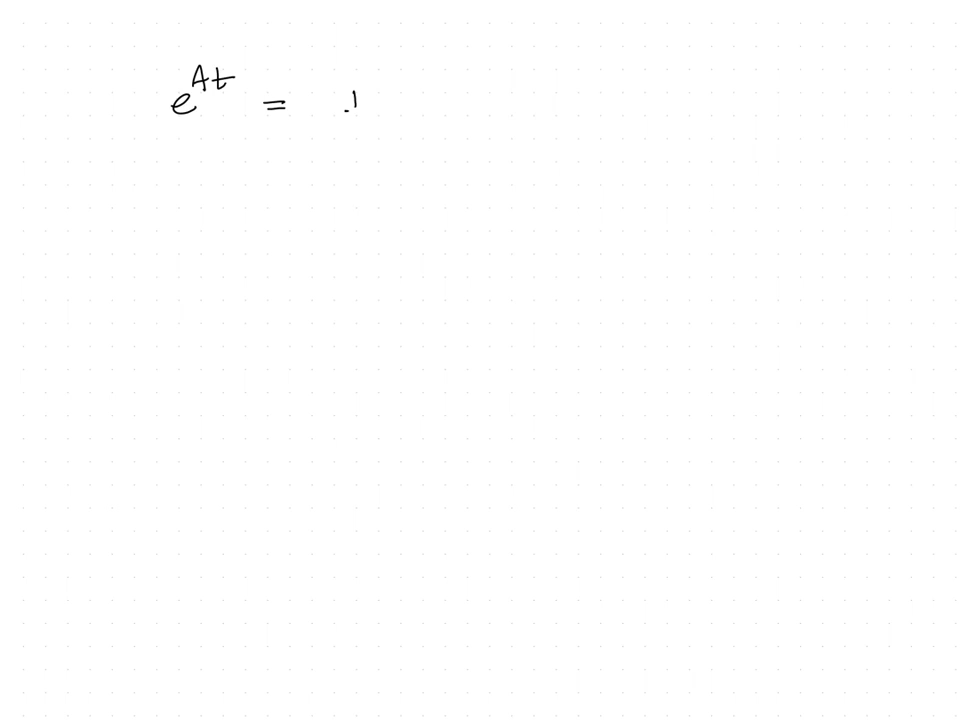 e^{At} =